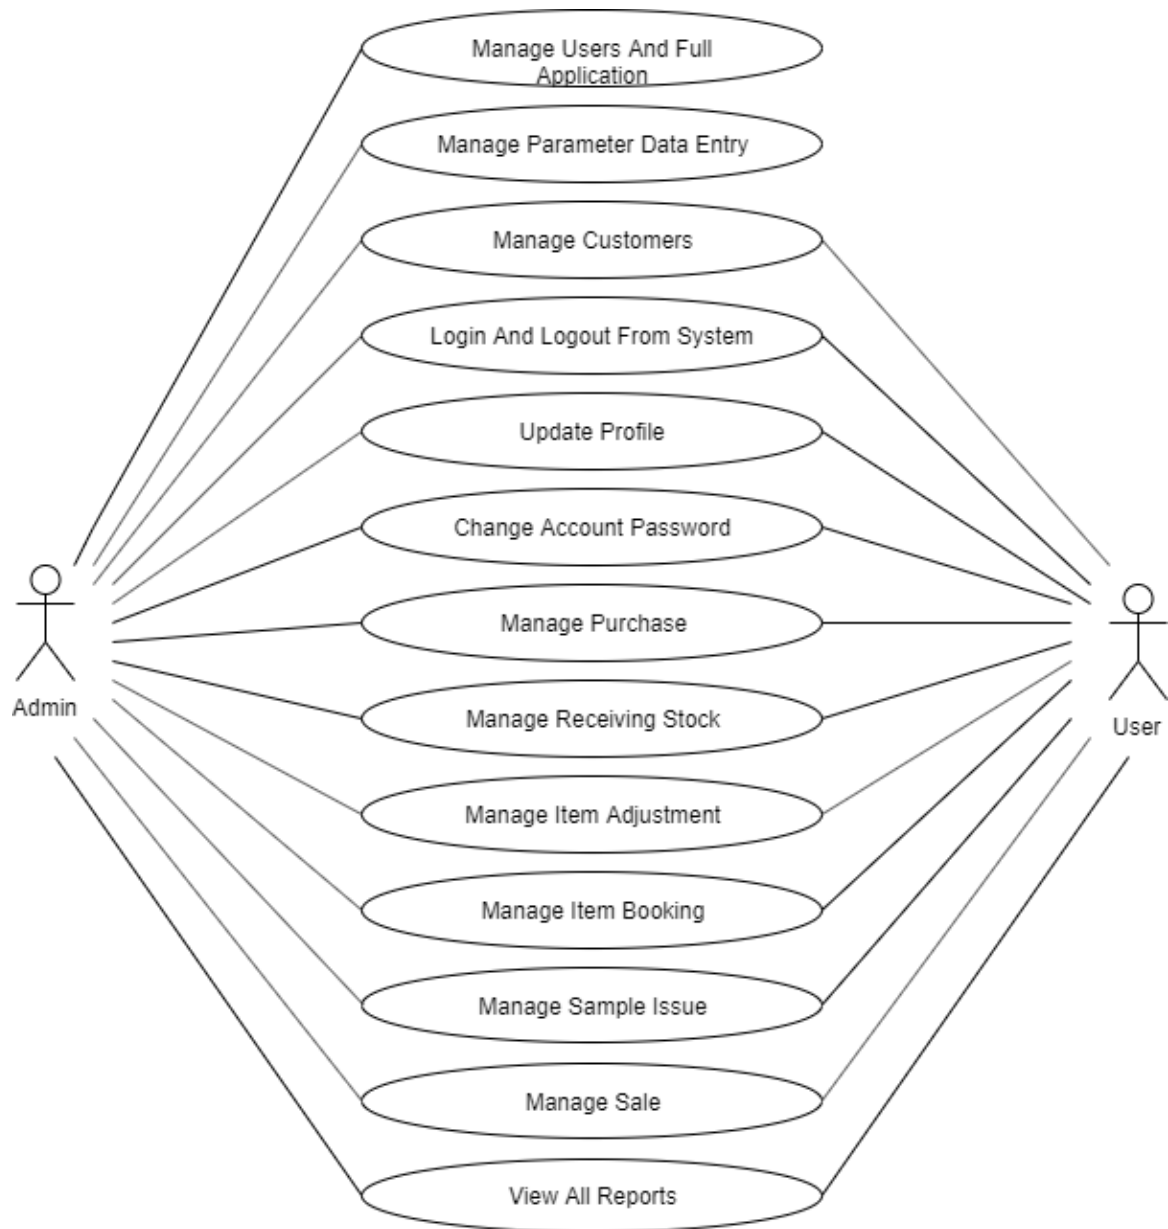 Manage Users And Full
Application
Manage Parameter Data Entry
Manage Customers
Login And Logout From System
Update Profile
Change Account Password
Manage Purchase
Manage Receiving Stock
Admin
User
Manage Item Adjustment
Manage Item Booking
Manage Sample Issue
Manage Sale
View All Reports